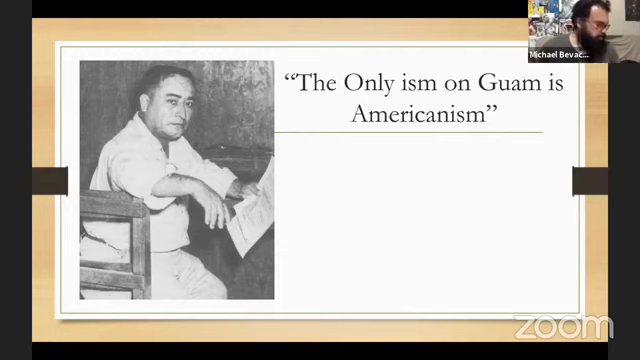 Michael Bevac...
“The Only ism on Guam is
Americanism”
zoom